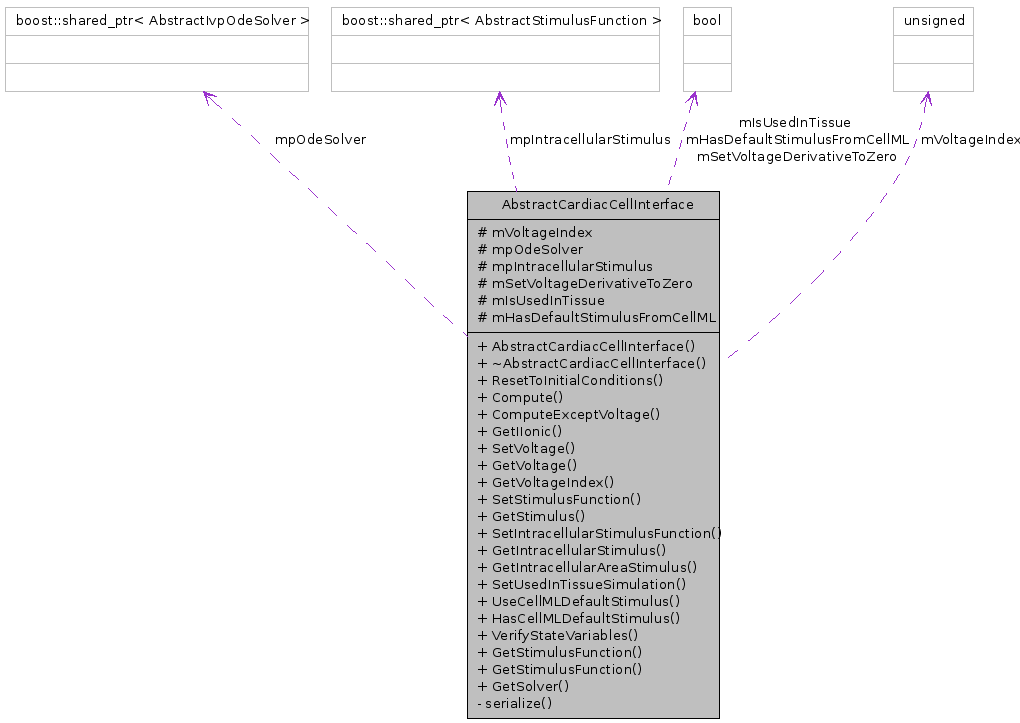 boost::shared_ptr< AbstractIvpOdeSolver >
boost::shared_ptr< AbstractStimulusFunction >
bool
unsigned
mpOdeSolver
mpIntracellularStimulus
mIsUsedInTissue
mHasDefaultStimulusFromCellML
mSetVoltageDerivativeToZero
mVoltageIndex
AbstractCardiacCellInterface
# mVoltageIndex
# mpOdeSolver
# mpIntracellularStimulus
# mSetVoltageDerivativeToZero
# mIsUsedInTissue
# mHasDefaultStimulusFromCellML
+ AbstractCardiacCellInterface()
+ ~AbstractCardiacCellInterface()
+ ResetToInitialConditions()
+ Compute()
+ ComputeExceptVoltage()
+ GetIIonic()
+ SetVoltage()
+ GetVoltage()
+ GetVoltageIndex()
+ SetStimulusFunction()
+ GetStimulus()
+ SetIntracellularStimulusFunction()
+ GetIntracellularStimulus()
+ GetIntracellularAreaStimulus()
+ SetUsedInTissueSimulation()
+ UseCellMLDefaultStimulus()
+ HasCellMLDefaultStimulus()
+ VerifyStateVariables()
+ GetStimulusFunction()
+ GetStimulusFunction()
+ GetSolver()
- serialize()